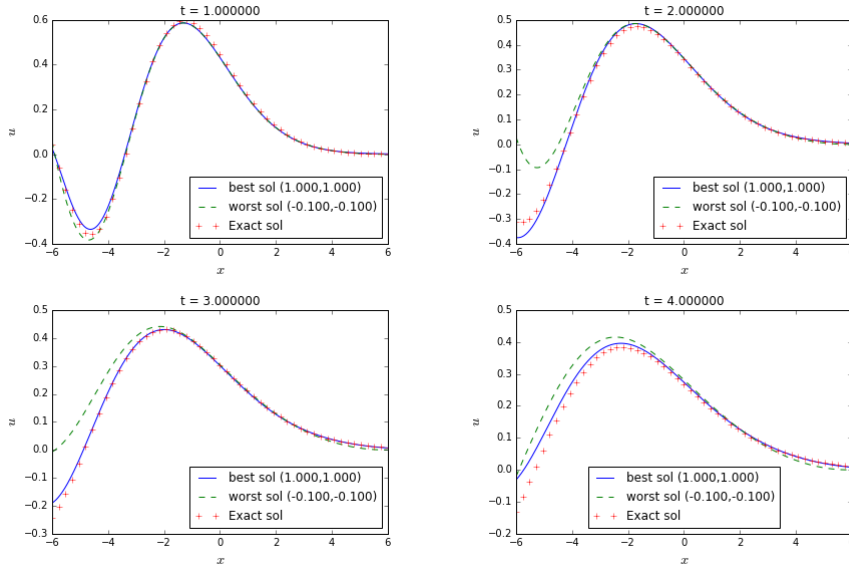 t = 1.000000
0.6
0.4
0.2
0.0
−0.2
−0.4
u
−6 −4 −2 0 2 4 6
x
best sol (1.000,1.000)
worst sol (-0.100,-0.100)
Exact sol
t = 2.000000
0.5
0.4
0.3
0.2
0.1
0.0
−0.1
−0.2
−0.3
−0.4
u
−6 −4 −2 0 2 4
x
best sol (1.000,1.000)
worst sol (-0.100,-0.100)
Exact sol
t = 3.000000
0.5
0.4
0.3
0.2
0.1
0.0
−0.1
−0.2
−0.3
u
−6 −4 −2 0 2 4 6
x
best sol (1.000,1.000)
worst sol (-0.100,-0.100)
Exact sol
t = 4.000000
0.5
0.4
0.3
0.2
0.1
0.0
−0.1
−0.2
u
−6 −4 −2 0 2 4
x
best sol (1.000,1.000)
worst sol (-0.100,-0.100)
Exact sol